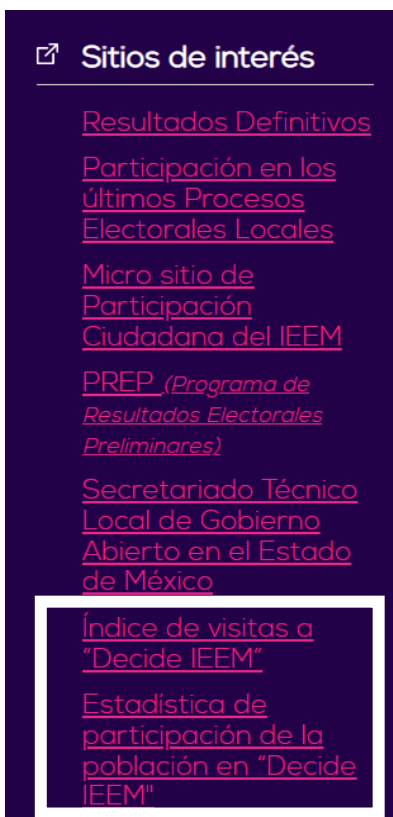 Sitios de interés
Resultados Definitivos
Participación en los
últimos Procesos
Electorales Locales
Micro sitio de
Participación
Ciudadana del IEEM
PREP (Programa de
Resultados Electorales
Preliminares)
Secretariado Técnico
Local de Gobierno
Abierto en el Estado
de México
Índice de visitas a
“Decide IEEM”
Estadística de
participación de la
población en “Decide
IEEM"